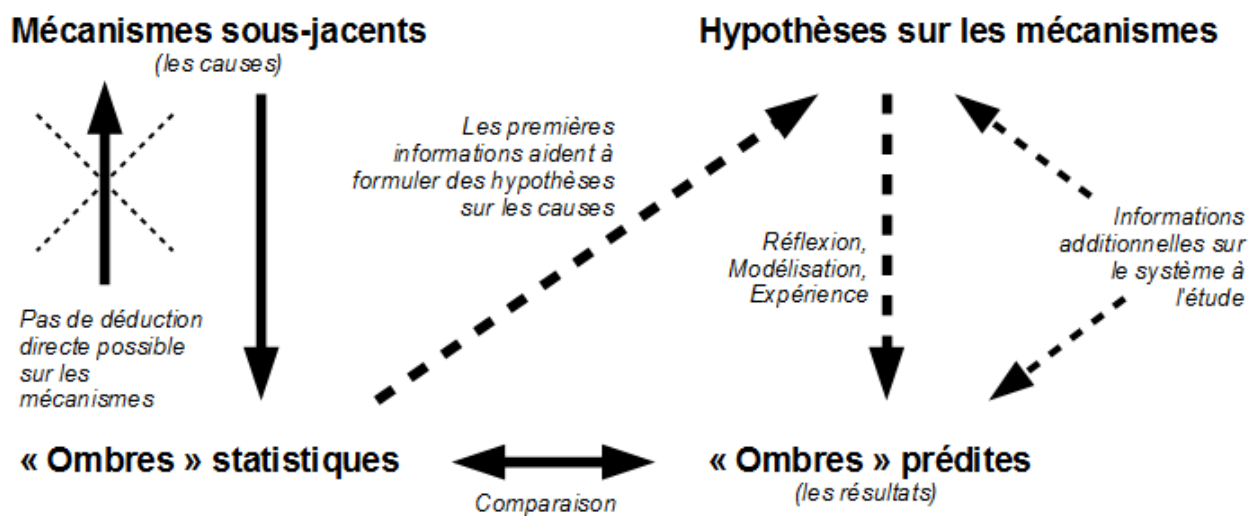 Mécanismes sous-jacents
(les causes)
Hypothèses sur les mécanismes
Les premières
informations aident à
formuler des hypothèses
sur les causes
Réflexion,
Modélisation,
Expérience
Informations
additionnelles sur
le système à
l'étude
Pas de déduction
directe possible
sur les
mécanismes
« Ombres » statistiques
Comparaison
« Ombres » prédites
(les résultats)